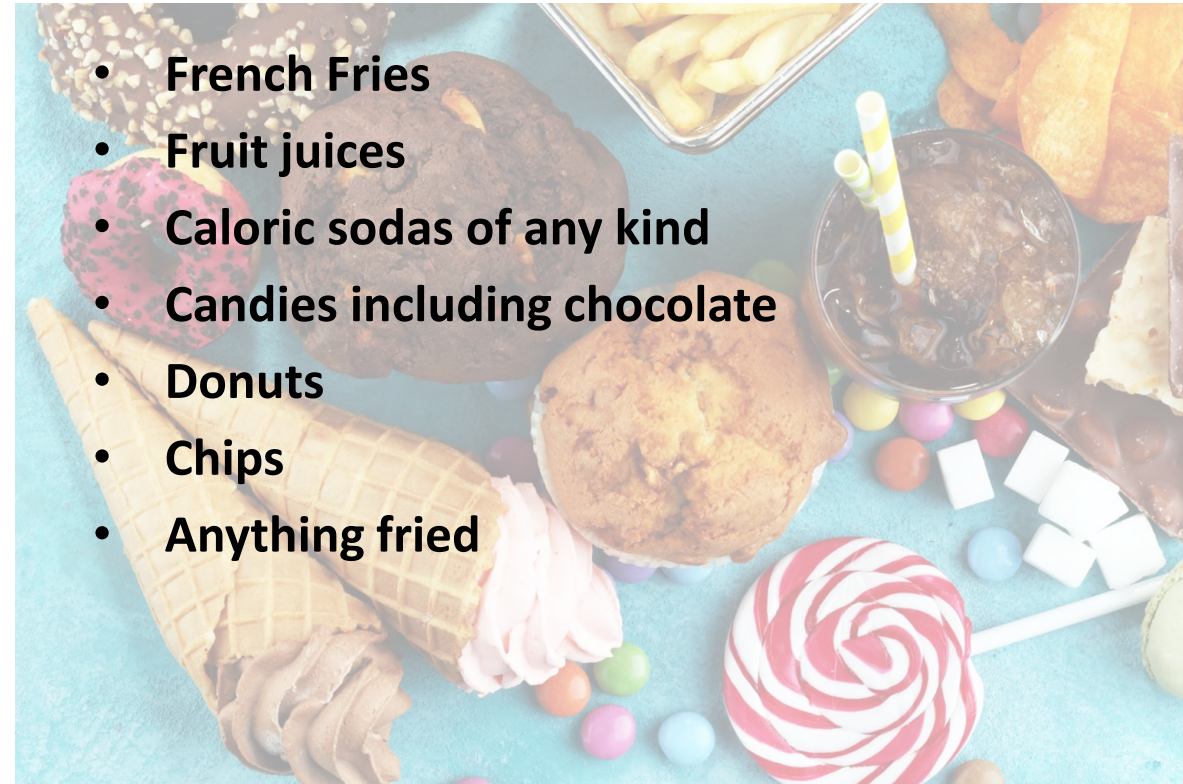 • French Fries
• Fruit juices
• Caloric sodas of any kind
• Candies including chocolate
• Donuts
• Chips
• Anything fried